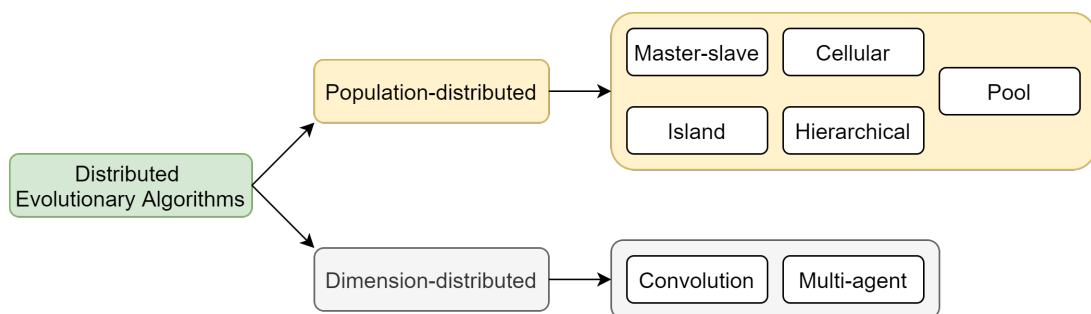 Distributed
Evolutionary Algorithms
Population-distributed
Master-slave
Cellular
Pool
Island
Hierarchical
Dimension-distributed
Convolution
Multi-agent